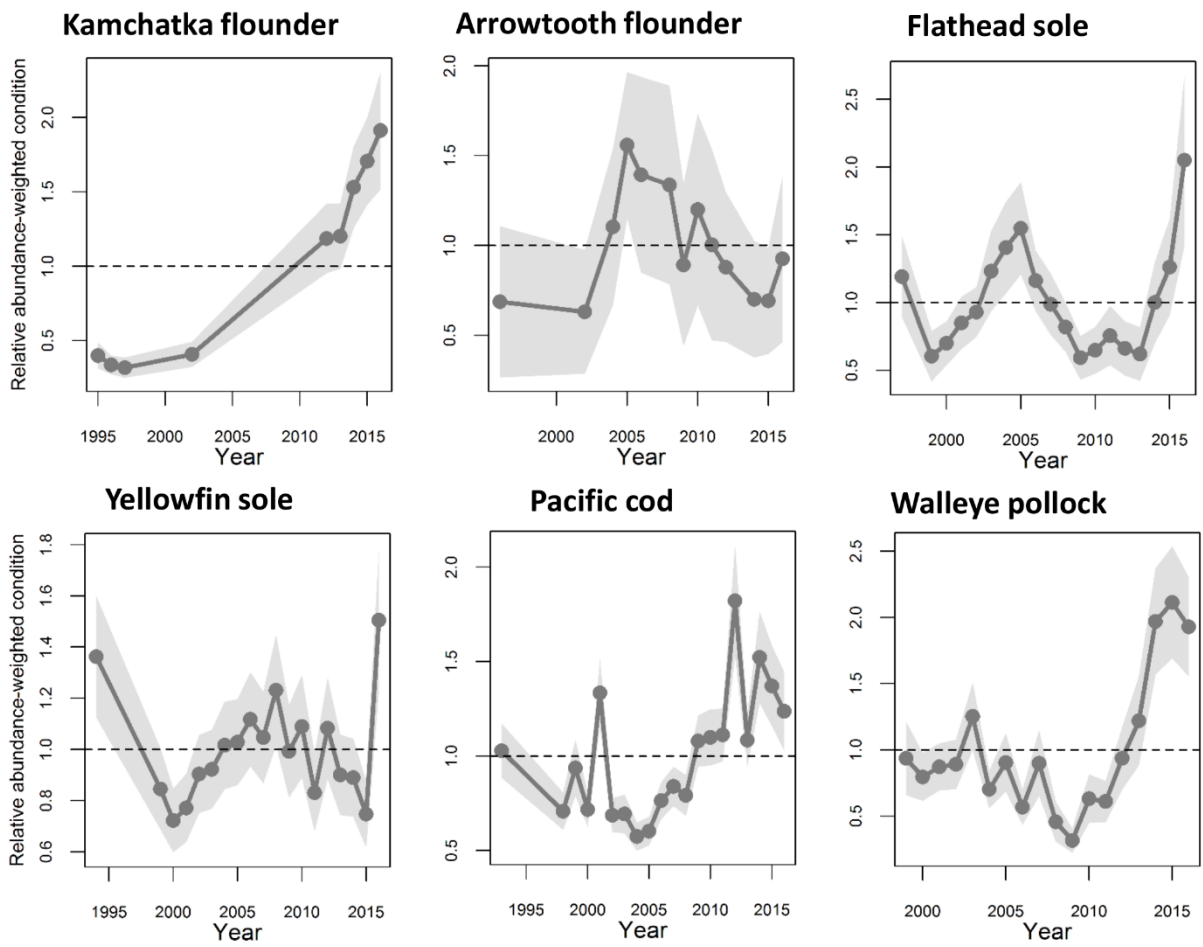 Kamchatka flounder
Arrowtooth flounder
Flathead sole
Relative abundance-weighted condition
2.0
1.5
1.0
0.5
1995 2000 2005 2010 2015
Year
2.0
1.5
1.0
0.5
2000 2005 2010 2015
Year
2.5
2.0
1.5
1.0
0.5
2000 2005 2010 2015
Year
Yellowfin sole
Pacific cod
Walleye pollock
Relative abundance-weighted condition
1.8
1.6
1.4
1.2
1.0
0.8
0.6
1995 2000 2005 2010 2015
Year
2.0
1.5
1.0
0.5
1995 2000 2005 2010 2015
Year
2.5
2.0
1.5
1.0
0.5
2000 2005 2010 2015
Year